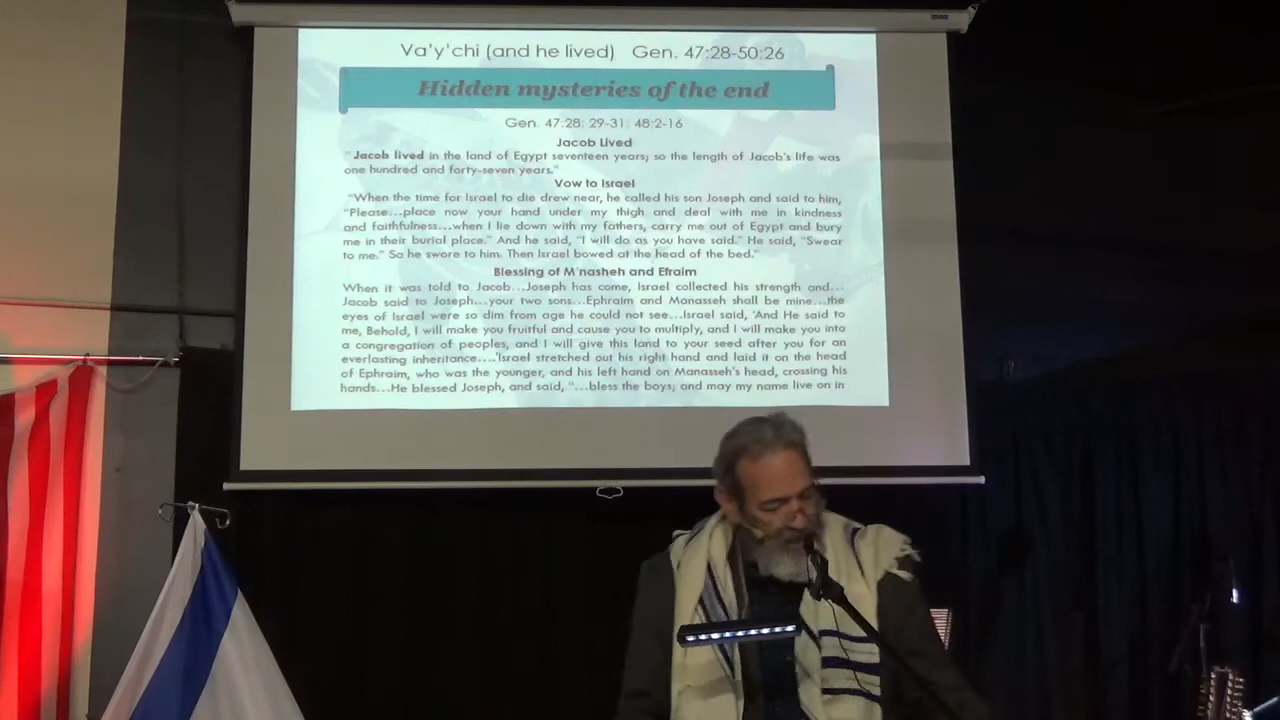 Va'y'chi (and he lived) Gen. 47:28-50:26
Hidden mysteries of the end
Gen. 47:28; 29-31; 48:2-16
Jacob Lived
"Jacob lived in the land of Egypt seventeen years; so the length of Jacob's life was
one hundred and forty-seven years."
Vow to Israel
"When the time for Israel to die drew near, he called his son Joseph and said to him,
"Please...place now your hand under my thigh and deal with me in kindness
and faithfulness...when I lie down with my fathers, carry me out of Egypt and bury
me in their burial place." And he said, "I will do as you have said." He said, "Swear
to me." So he swore to him. Then Israel bowed at the head of the bed."
Blessing of M'nasheh and Efraim
When it was told to Jacob...Joseph has come, Israel collected his strength and...
Jacob said to Joseph...your two sons...Ephraim and Manasseh shall be mine...the
eyes of Israel were so dim from age he could not see...Israel said, 'And He said to
me, Behold, I will make you fruitful and cause you to multiply, and I will make you into
a congregation of peoples, and I will give this land to your seed after you for an
everlasting inheritance....'Israel stretched out his right hand and laid it on the head
of Ephraim, who was the younger, and his left hand on Manasseh's head, crossing his
hands...He blessed Joseph, and said, "...bless the boys; and may my name live on in